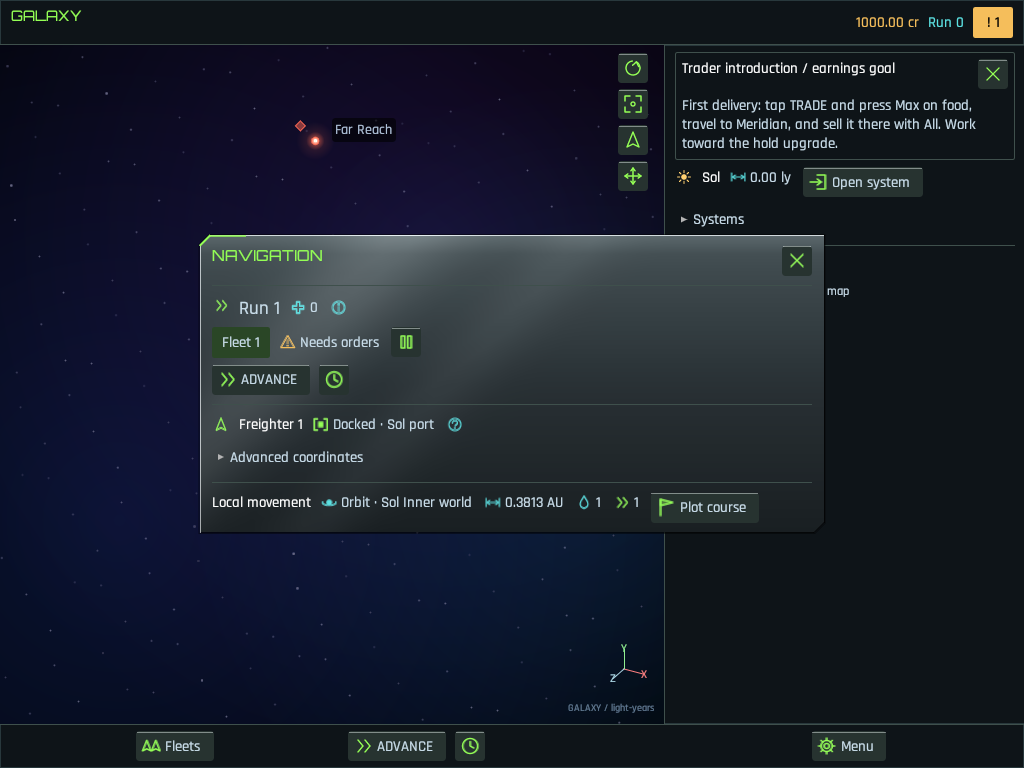 GALAXY
1000.00 cr Run 0 ! 1
Far Reach
Trader introduction / earnings goal
First delivery: tap TRADE and press Max on food,
travel to Meridian, and sell it there with All. Work
toward the hold upgrade.
Sol 0.00 ly Open system
Systems
map
NAVIGATION
Run 1 0
Fleet 1 Needs orders
ADVANCE
Freighter 1 Docked · Sol port
Advanced coordinates
Local movement Orbit · Sol Inner world 0.3813 AU 1 1 Plot course
Y
Z X
GALAXY / light-years
Fleets ADVANCE Menu